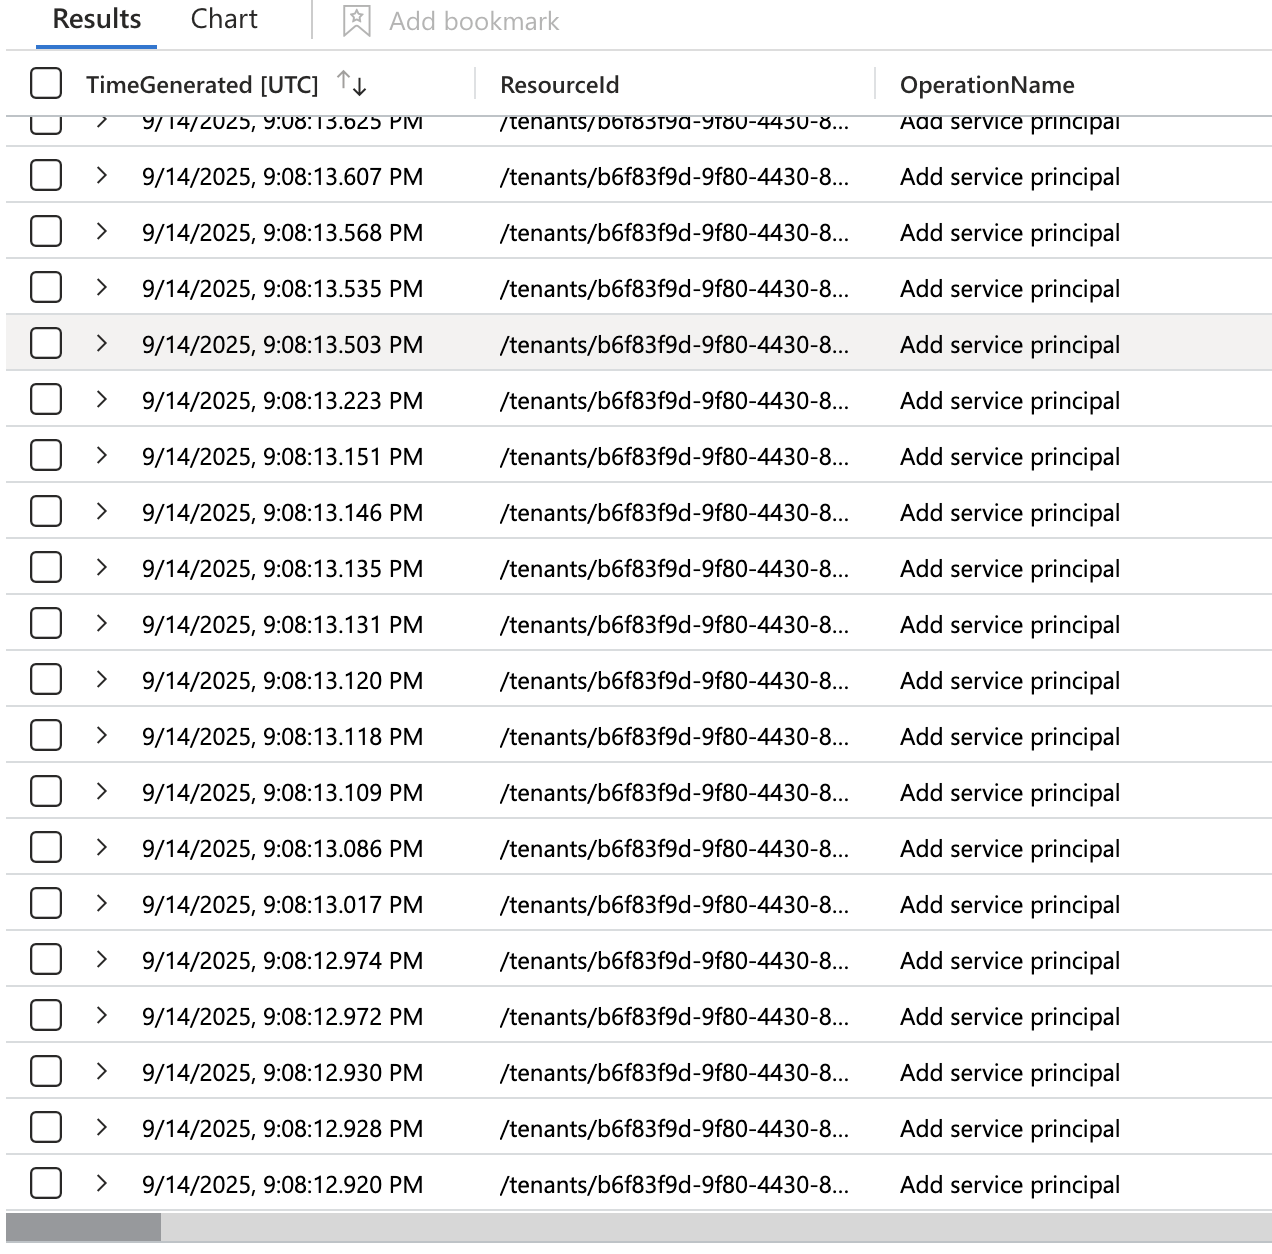 Results Chart Add bookmark
TimeGenerated [UTC] ResourceId OperationName
9/14/2025, 9:08:13.625 PM /tenants/b6f83f9d-9f80-4430-8... Add service principal
9/14/2025, 9:08:13.607 PM /tenants/b6f83f9d-9f80-4430-8... Add service principal
9/14/2025, 9:08:13.568 PM /tenants/b6f83f9d-9f80-4430-8... Add service principal
9/14/2025, 9:08:13.535 PM /tenants/b6f83f9d-9f80-4430-8... Add service principal
9/14/2025, 9:08:13.503 PM /tenants/b6f83f9d-9f80-4430-8... Add service principal
9/14/2025, 9:08:13.223 PM /tenants/b6f83f9d-9f80-4430-8... Add service principal
9/14/2025, 9:08:13.151 PM /tenants/b6f83f9d-9f80-4430-8... Add service principal
9/14/2025, 9:08:13.146 PM /tenants/b6f83f9d-9f80-4430-8... Add service principal
9/14/2025, 9:08:13.135 PM /tenants/b6f83f9d-9f80-4430-8... Add service principal
9/14/2025, 9:08:13.131 PM /tenants/b6f83f9d-9f80-4430-8... Add service principal
9/14/2025, 9:08:13.120 PM /tenants/b6f83f9d-9f80-4430-8... Add service principal
9/14/2025, 9:08:13.118 PM /tenants/b6f83f9d-9f80-4430-8... Add service principal
9/14/2025, 9:08:13.109 PM /tenants/b6f83f9d-9f80-4430-8... Add service principal
9/14/2025, 9:08:13.086 PM /tenants/b6f83f9d-9f80-4430-8... Add service principal
9/14/2025, 9:08:13.017 PM /tenants/b6f83f9d-9f80-4430-8... Add service principal
9/14/2025, 9:08:12.974 PM /tenants/b6f83f9d-9f80-4430-8... Add service principal
9/14/2025, 9:08:12.972 PM /tenants/b6f83f9d-9f80-4430-8... Add service principal
9/14/2025, 9:08:12.930 PM /tenants/b6f83f9d-9f80-4430-8... Add service principal
9/14/2025, 9:08:12.928 PM /tenants/b6f83f9d-9f80-4430-8... Add service principal
9/14/2025, 9:08:12.920 PM /tenants/b6f83f9d-9f80-4430-8... Add service principal